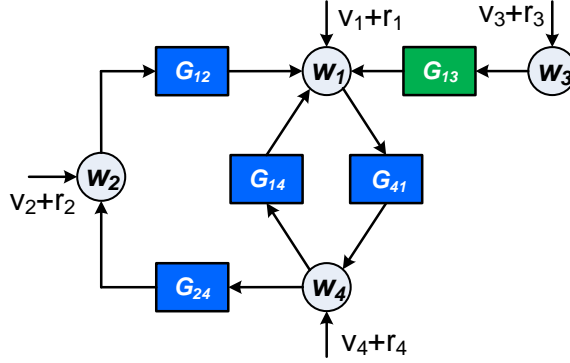 v₁+r₁
v₃+r₃
G₁₂
w₁
G₁₃
w₃
w₂
G₁₄
G₄₁
v₂+r₂
G₂₄
w₄
v₄+r₄